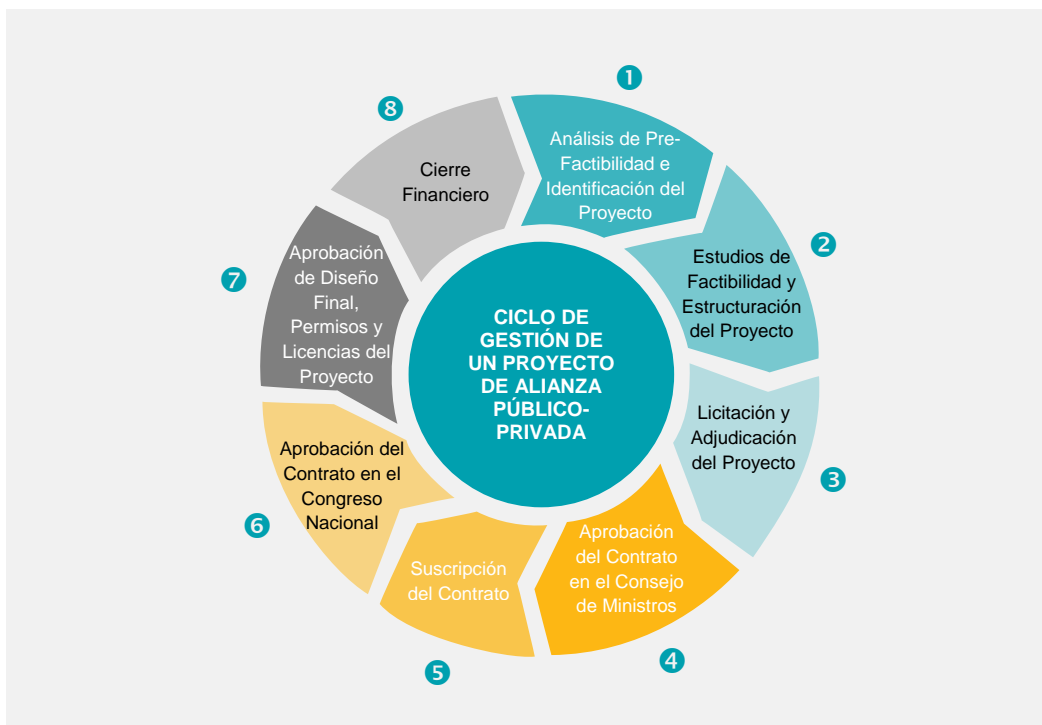 CICLO DE
GESTIÓN DE
UN PROYECTO
DE ALIANZA
PÚBLICO-
PRIVADA
1
Análisis de Pre-
Factibilidad e
Identificación del
Proyecto
2
Estudios de
Factibilidad y
Estructuración
del Proyecto
3
Licitación y
Adjudicación
del Proyecto
4
Aprobación
del Contrato
en el Consejo
de Ministros
5
Suscripción
del Contrato
6
Aprobación del
Contrato en el
Congreso
Nacional
7
Aprobación
de Diseño
Final,
Permisos y
Licencias del
Proyecto
8
Cierre
Financiero